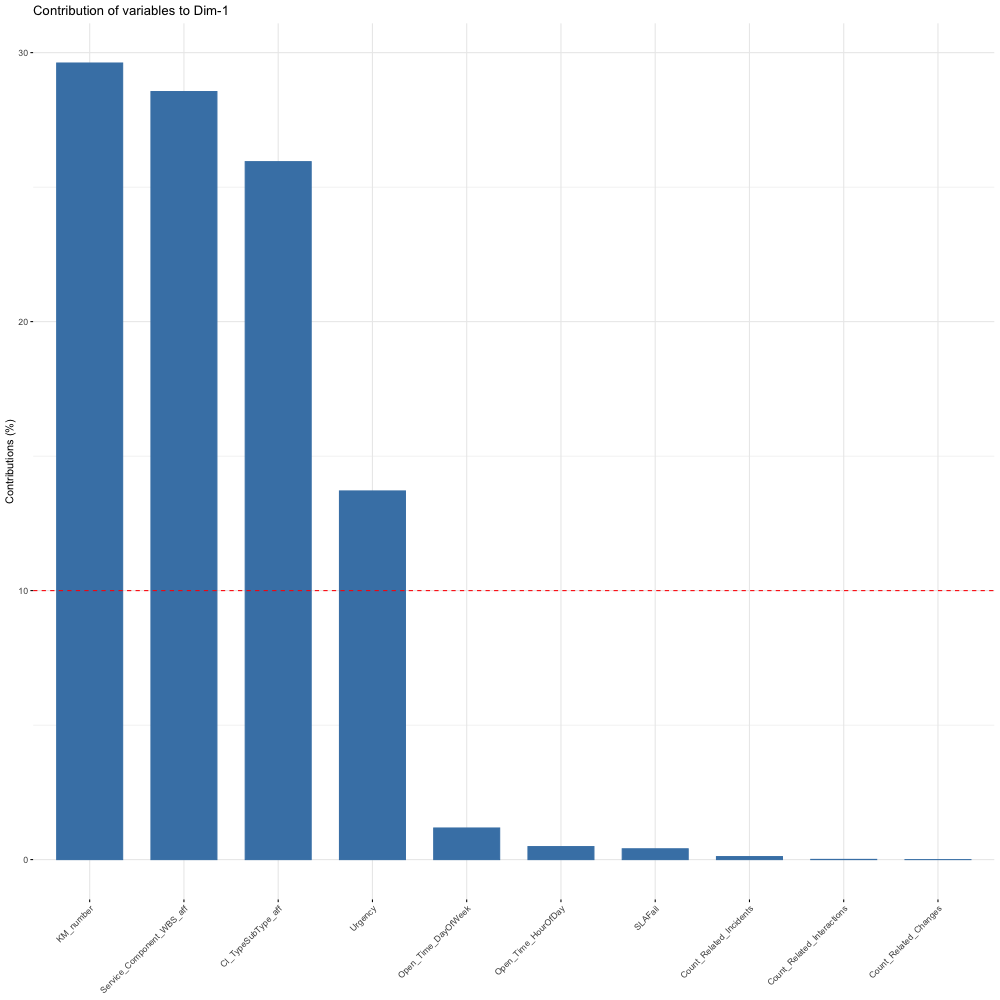 Contribution of variables to Dim-1
Contributions (%)
30
20
10
0
KM_number
Service_Component_WBS_aff
CI_TypeSubType_aff
Urgency
Open_Time_DayOfWeek
Open_Time_HourOfDay
SLAFail
Count_Related_Incidents
Count_Related_Interactions
Count_Related_Changes